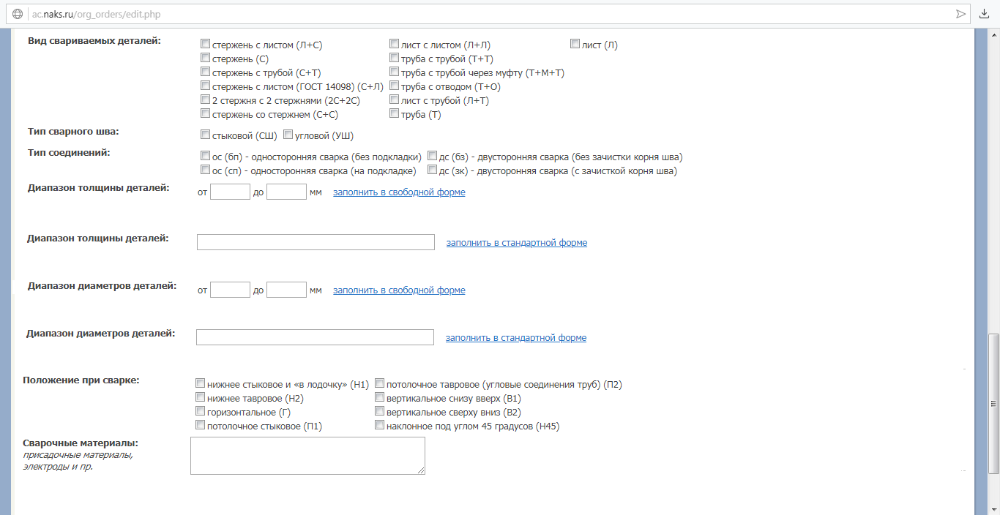 ac.naks.ru/org_orders/edit.php
Вид свариваемых деталей:
стержень с листом (Л+С) лист с листом (Л+Л) лист (Л)
стержень (С) труба с трубой (Т+Т)
стержень с трубой (С+Т) труба с трубой через муфту (Т+М+Т)
стержень с листом (ГОСТ 14098) (С+Л) труба с отводом (Т+О)
2 стержня с 2 стержнями (2С+2С) лист с трубой (Л+Т)
стержень со стержнем (С+С) труба (Т)
Тип сварного шва:
стыковой (СШ) угловой (УШ)
Тип соединений:
ос (бп) - односторонняя сварка (без подкладки) дс (бз) - двусторонняя сварка (без зачистки корня шва)
ос (сп) - односторонняя сварка (на подкладке) дс (зк) - двусторонняя сварка (с зачисткой корня шва)
Диапазон толщины деталей:
от до мм заполнить в свободной форме
Диапазон толщины деталей:
заполнить в стандартной форме
Диапазон диаметров деталей:
от до мм заполнить в свободной форме
Диапазон диаметров деталей:
заполнить в стандартной форме
Положение при сварке:
нижнее стыковое и «в лодочку» (Н1) потолочное тавровое (угловые соединения труб) (П2)
нижнее тавровое (Н2) вертикальное снизу вверх (В1)
горизонтальное (Г) вертикальное сверху вниз (В2)
потолочное стыковое (П1) наклонное под углом 45 градусов (Н45)
Сварочные материалы:
присадочные материалы,
электроды и пр.